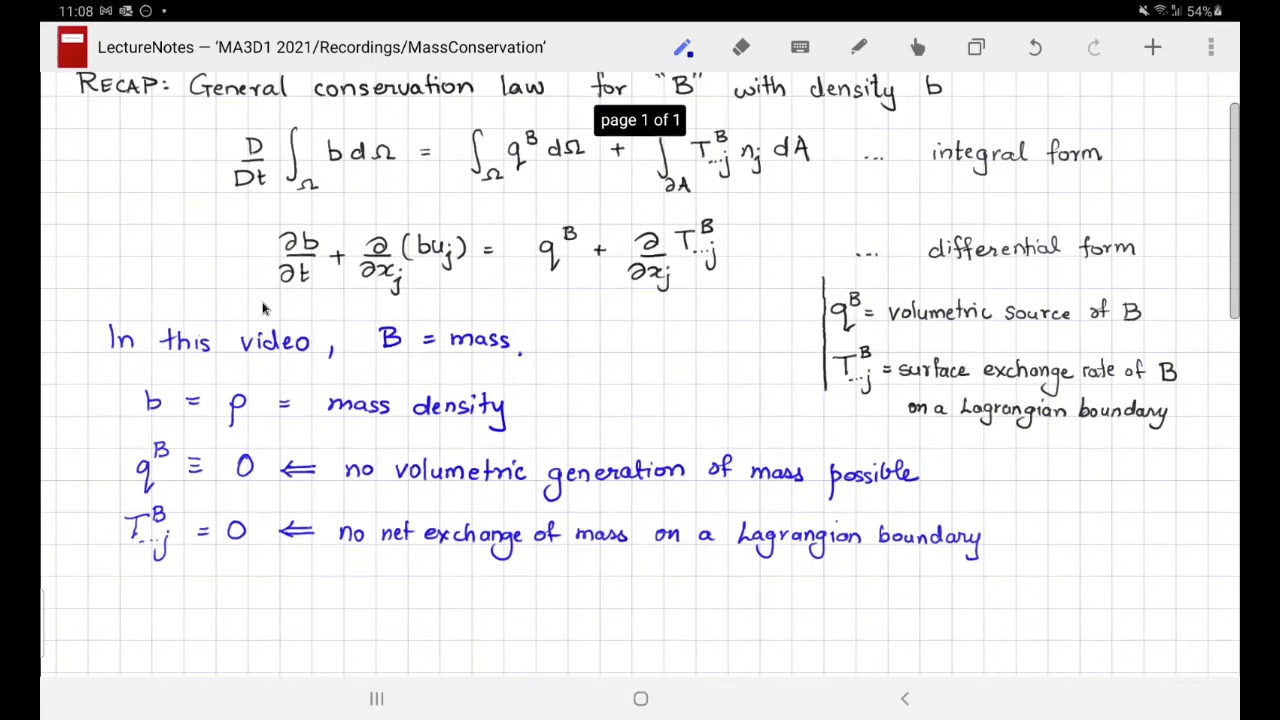 11:08 54%
LectureNotes — ‘MA3D1 2021/Recordings/MassConservation’
RECAP: General conservation law for "B" with density b
page 1 of 1
D/Dt ∫_Ω b dΩ = ∫_Ω q^B dΩ + ∫_∂A T^B_{...j} n_j dA ... integral form
∂b/∂t + ∂/∂x_j (bu_j) = q^B + ∂/∂x_j T^B_{...j} ... differential form
q^B = volumetric source of B
In this video, B = mass.
T^B_{...j} = surface exchange rate of B
on a Lagrangian boundary
b = ρ = mass density
q^B ≡ 0 ⇐ no volumetric generation of mass possible
T^B_{...j} = 0 ⇐ no net exchange of mass on a Lagrangian boundary